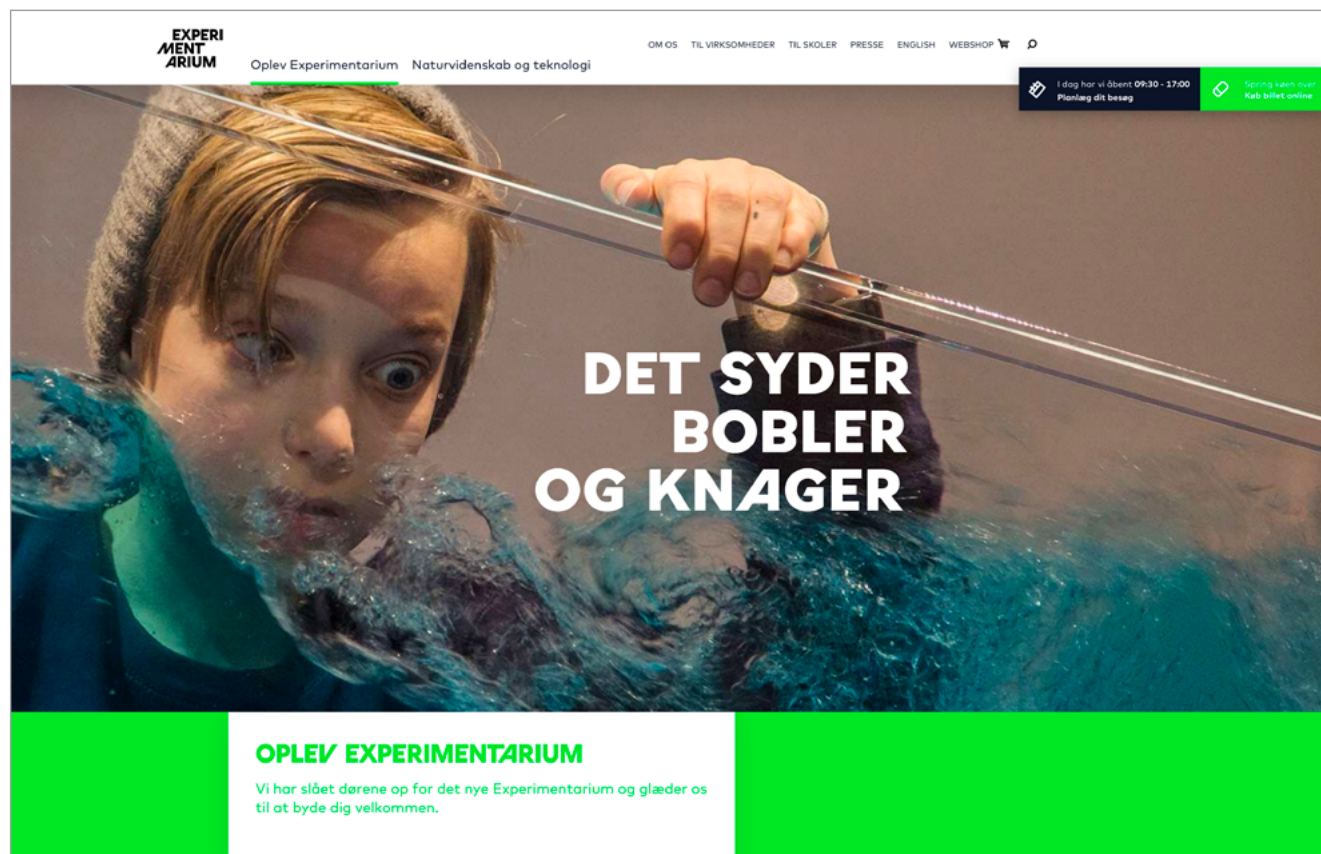 EXPERI
MENT
ARIUM
Oplev Experimentarium
Naturvidenskab og teknologi
OM OS
TIL VIRKSOMHEDER
TIL SKOLER
PRESSE
ENGLISH
WEBSHOP
I dag har vi åbent 09:30 - 17:00
Planlæg dit besøg
Spring køen over
Køb billet online
DET SYDER
BOBLER
OG KNAGER
OPLEV EXPERIMENTARIUM
Vi har slået dørene op for det nye Experimentarium og glæder os
til at byde dig velkommen.